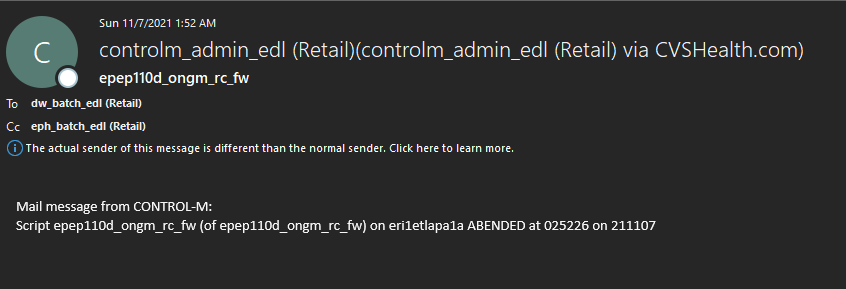 Sun 11/7/2021 1:52 AM
C
controlm_admin_edl (Retail)(controlm_admin_edl (Retail) via CVSHealth.com)
epep110d_ongm_rc_fw
To dw_batch_edl (Retail)
Cc eph_batch_edl (Retail)
The actual sender of this message is different than the normal sender. Click here to learn more.
Mail message from CONTROL-M:
Script epep110d_ongm_rc_fw (of epep110d_ongm_rc_fw) on eri1etlapa1a ABENDED at 025226 on 211107